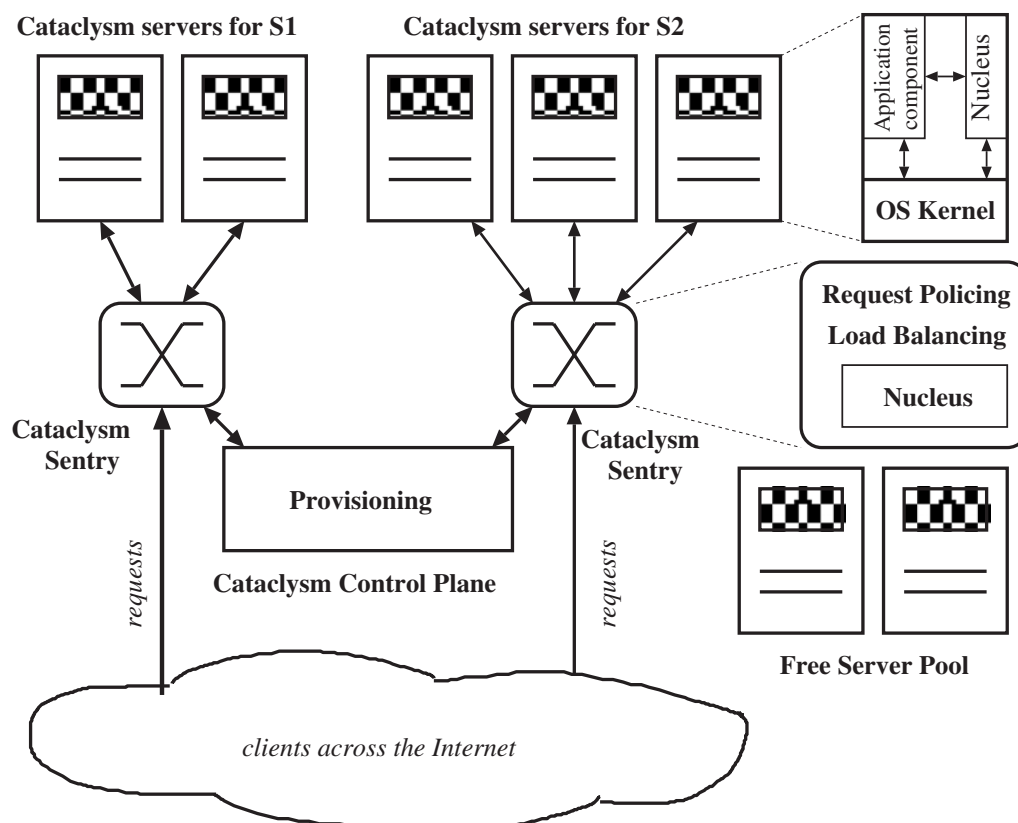 Cataclysm servers for S1
Cataclysm servers for S2
Application
component
Nucleus
OS Kernel
Request Policing
Load Balancing
Nucleus
Cataclysm
Sentry
Cataclysm
Sentry
Provisioning
Cataclysm Control Plane
requests
requests
Free Server Pool
clients across the Internet